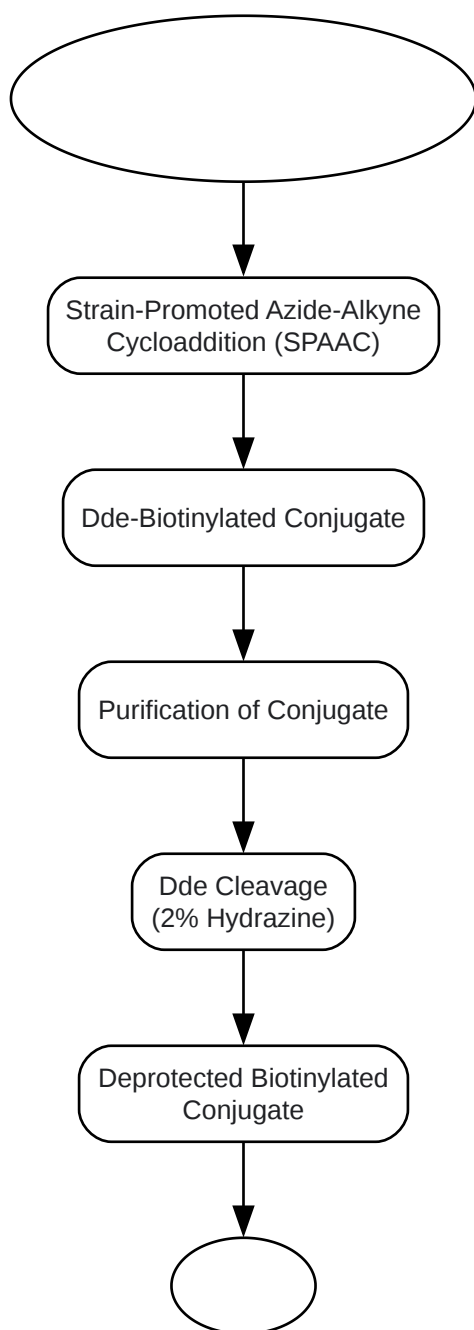 Strain-Promoted Azide-Alkyne
Cycloaddition (SPAAC)
Dde-Biotinylated Conjugate
Purification of Conjugate
Dde Cleavage
(2% Hydrazine)
Deprotected Biotinylated
Conjugate